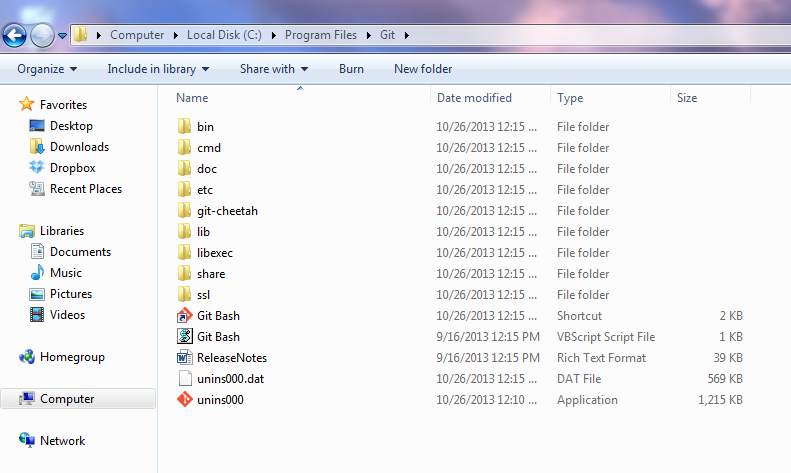 Computer Local Disk (C:) Program Files Git
Organize Include in library Share with Burn New folder
Name Date modified Type Size
Favorites
Desktop
Downloads
Dropbox
Recent Places
Libraries
Documents
Music
Pictures
Videos
Homegroup
Computer
Network
bin 10/26/2013 12:15 ... File folder
cmd 10/26/2013 12:15 ... File folder
doc 10/26/2013 12:15 ... File folder
etc 10/26/2013 12:15 ... File folder
git-cheetah 10/26/2013 12:15 ... File folder
lib 10/26/2013 12:15 ... File folder
libexec 10/26/2013 12:15 ... File folder
share 10/26/2013 12:15 ... File folder
ssl 10/26/2013 12:15 ... File folder
Git Bash 10/26/2013 12:15 ... Shortcut 2 KB
Git Bash 9/16/2013 12:15 PM VBScript Script File 1 KB
ReleaseNotes 9/16/2013 12:15 PM Rich Text Format 39 KB
unins000.dat 10/26/2013 12:15 ... DAT File 569 KB
unins000 10/26/2013 12:10 ... Application 1,215 KB